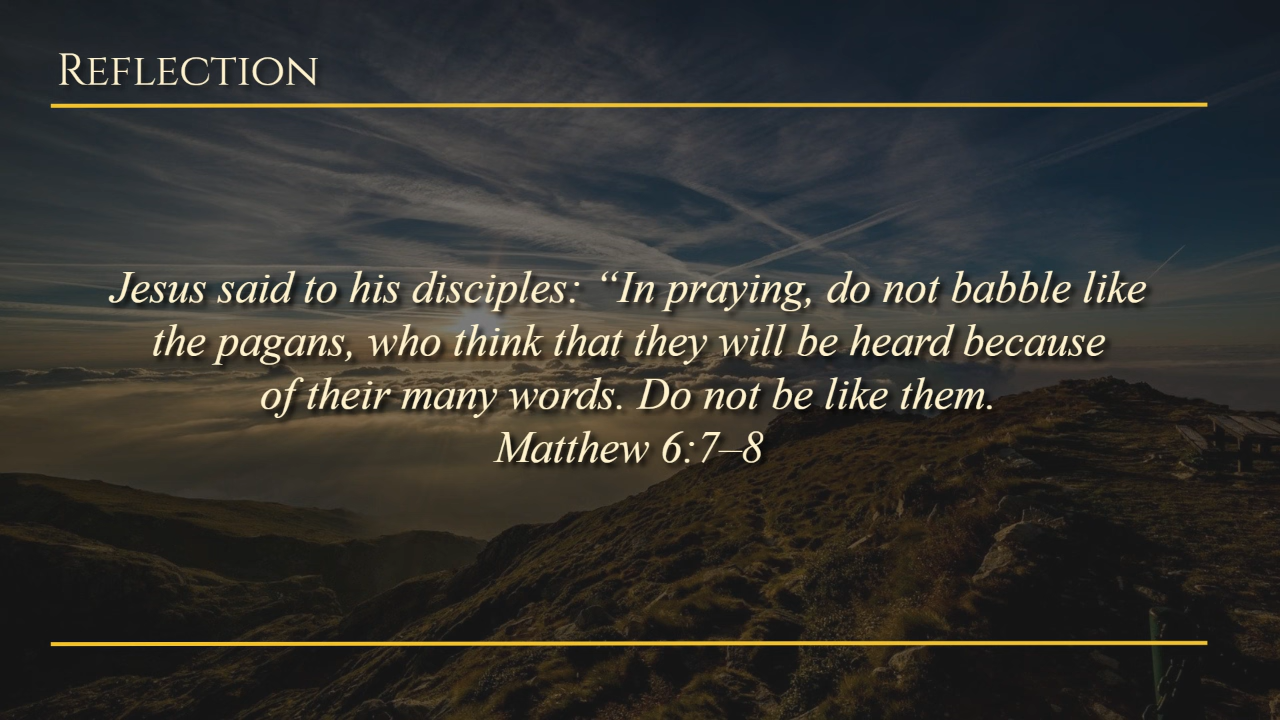 Reflection
Jesus said to his disciples: “In praying, do not babble like
the pagans, who think that they will be heard because
of their many words. Do not be like them.
Matthew 6:7–8